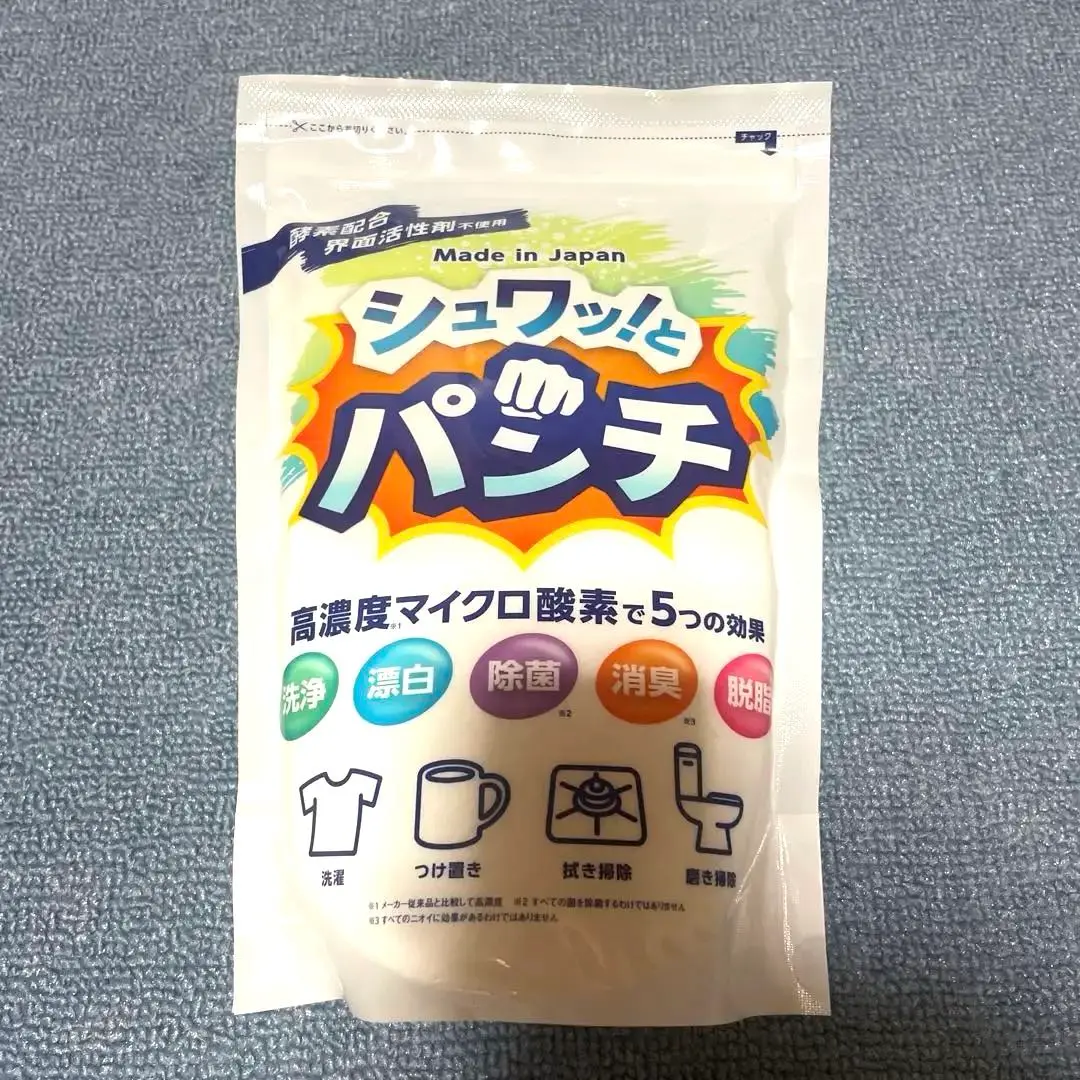 ここから切りください。
チャック
酵素配合
界面活性剤不使用
Made in Japan
シュワッ!と
パンチ
高濃度※1マイクロ酸素で5つの効果
洗浄
漂白
除菌※2
消臭※3
脱脂
洗濯
つけ置き
拭き掃除
磨き掃除
※1 メーカー従来品と比較して高濃度 ※2 すべての菌を除菌するわけではありません
※3 すべてのニオイに効果があるわけではありません